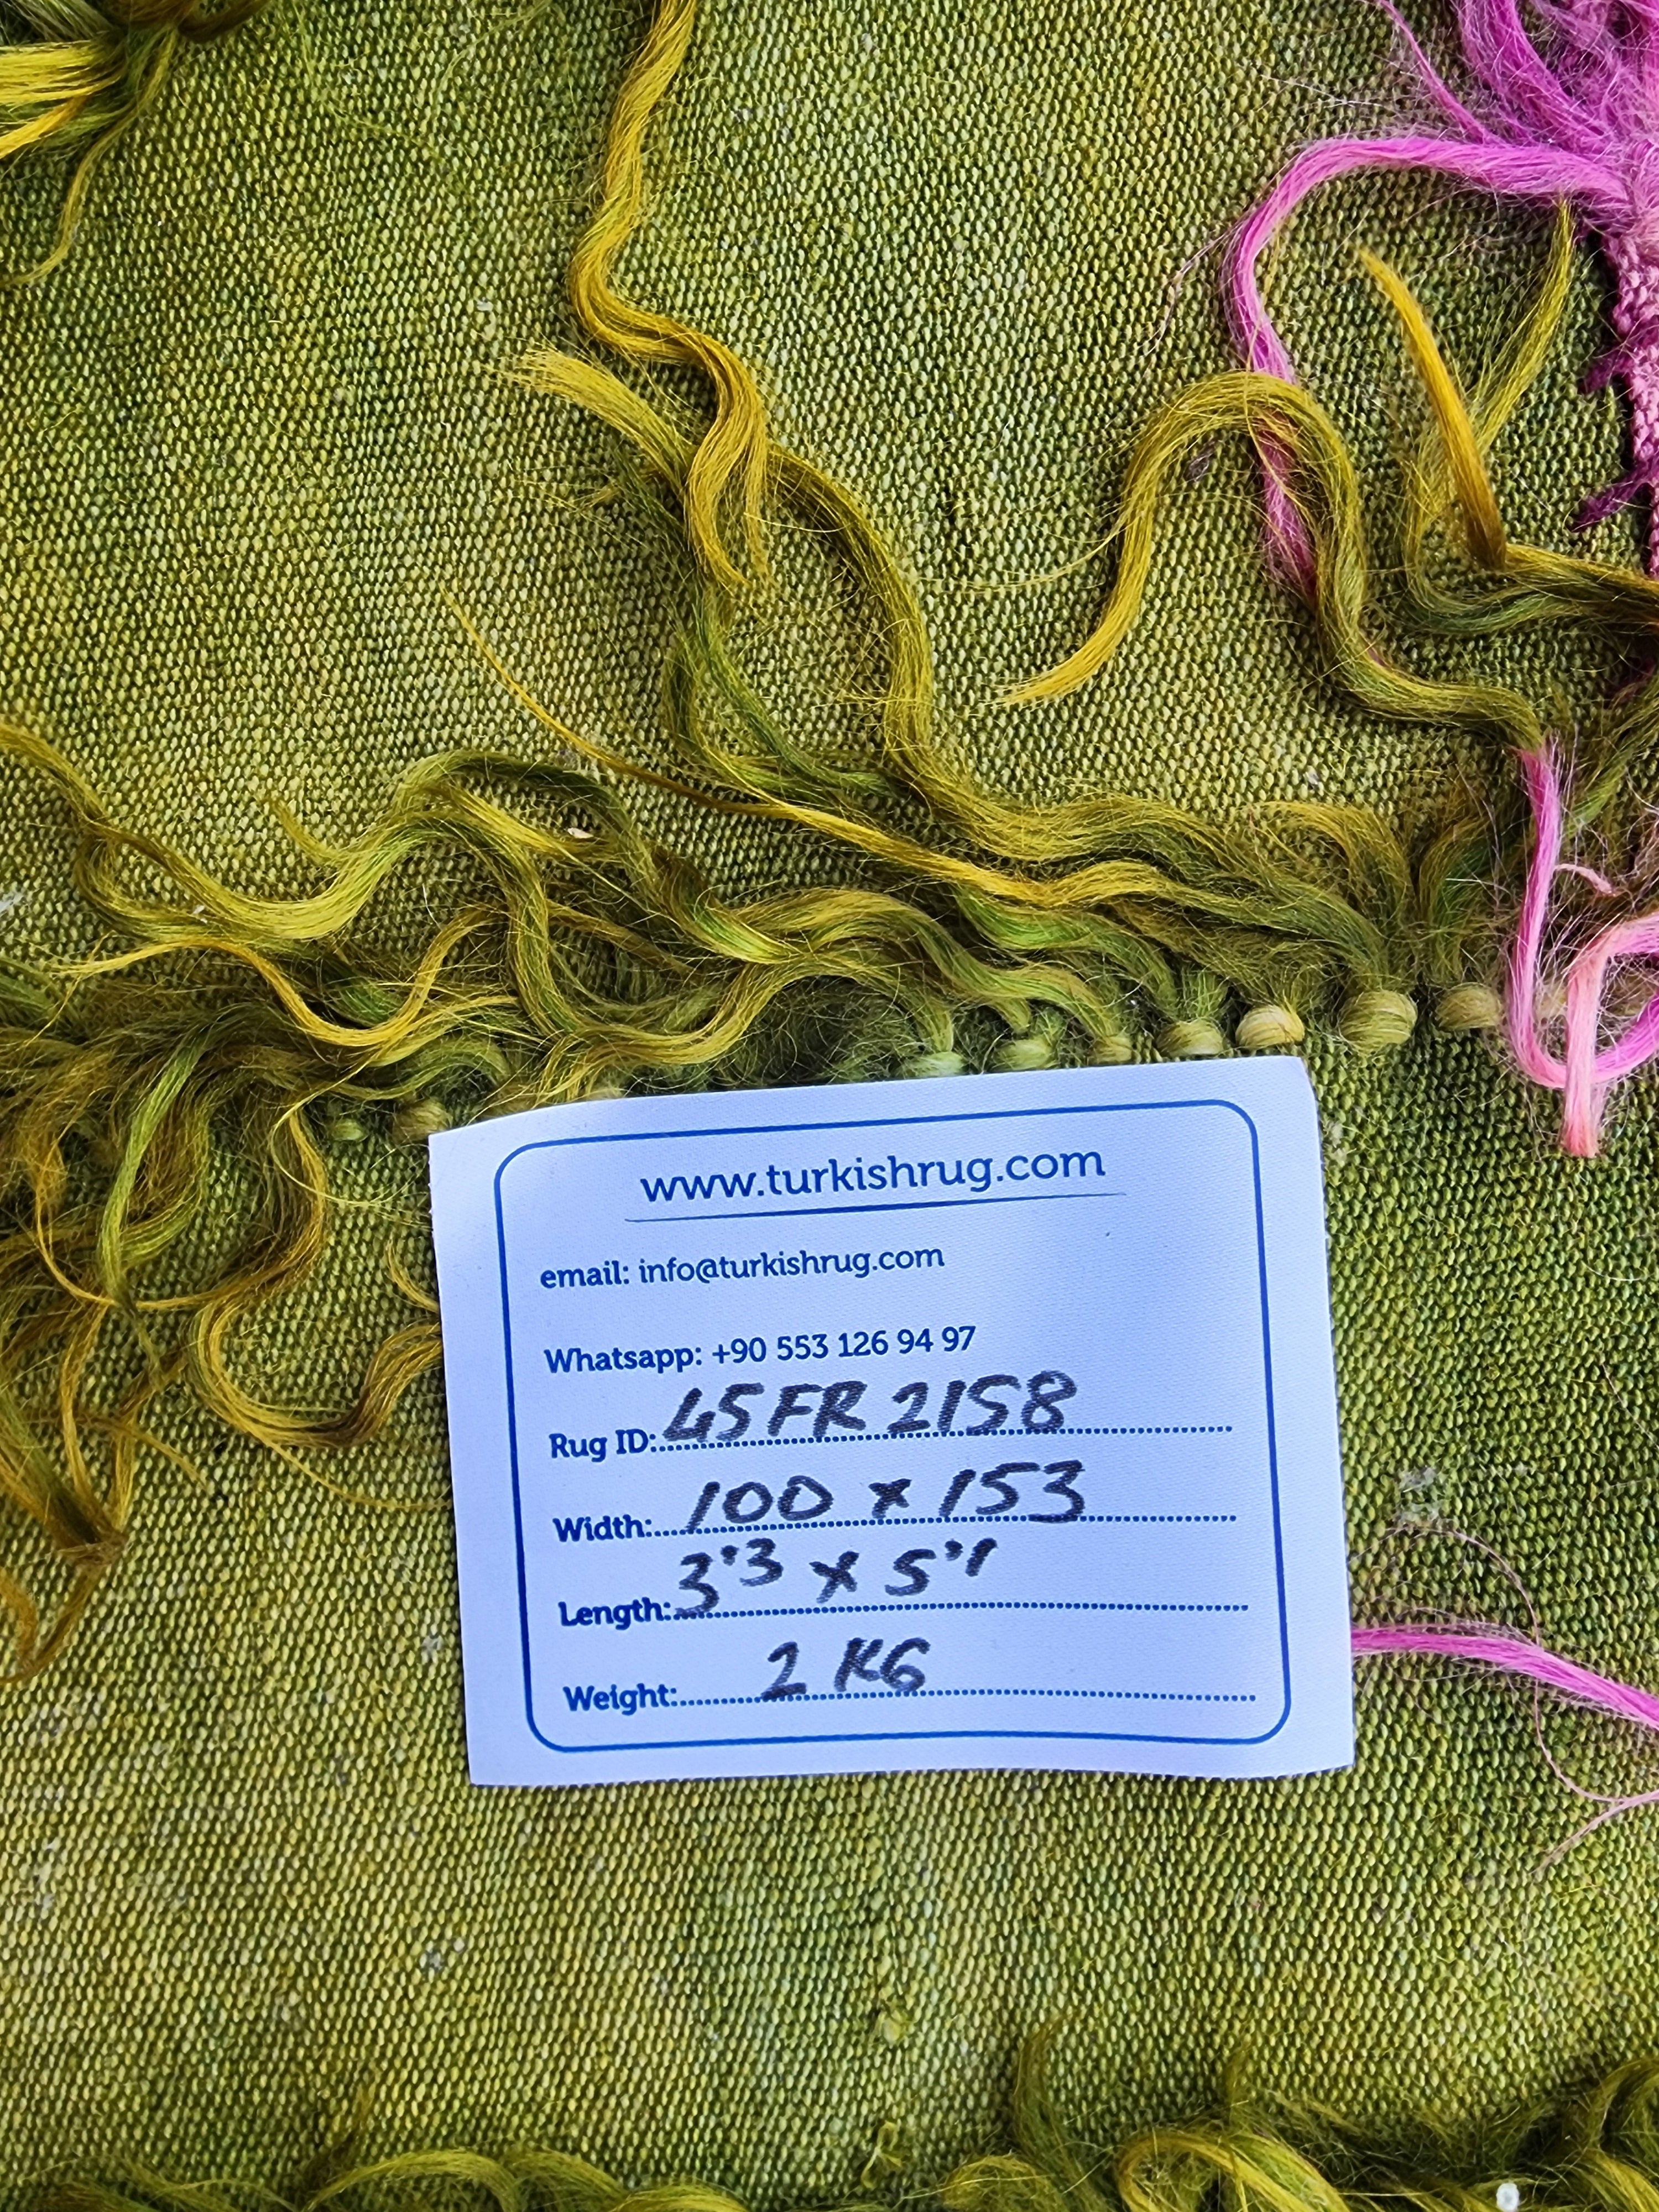 www.turkishrug.com
email: info@turkishrug.com
Whatsapp: +90 553 126 94 97
Rug ID: 45FR 2158
Width: 100 x 153
Length: 3'3 x 5'1
Weight: 2 KG